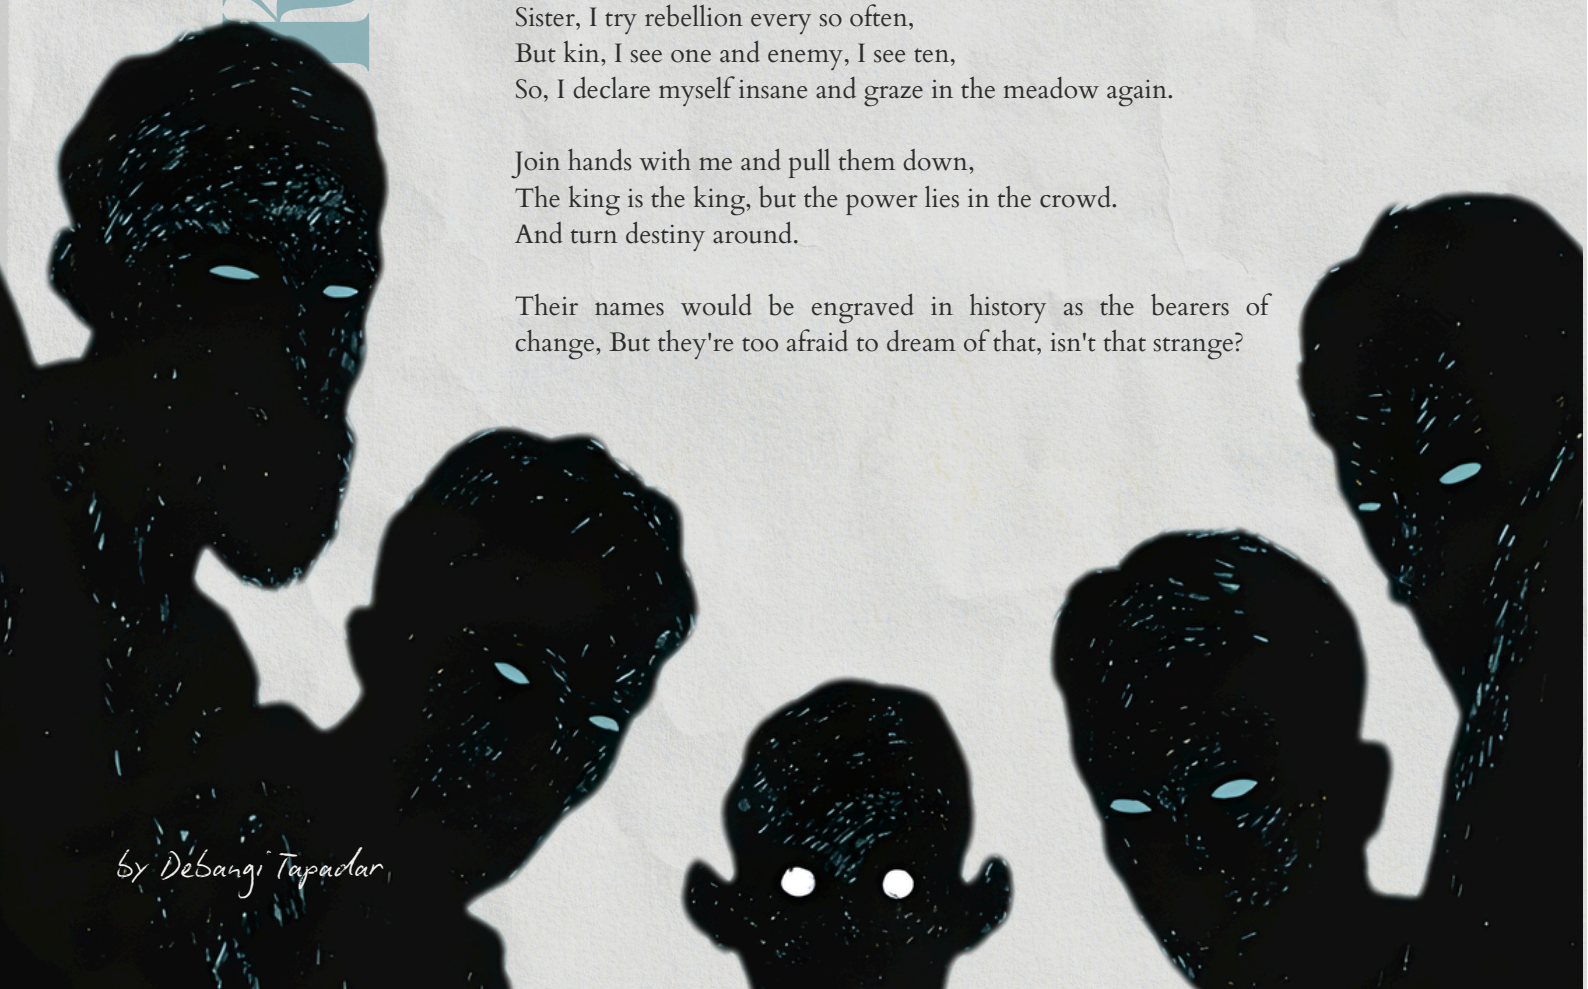 Sister, I try rebellion every so often,
But kin, I see one and enemy, I see ten,
So, I declare myself insane and graze in the meadow again.
Join hands with me and pull them down,
The king is the king, but the power lies in the crowd.
And turn destiny around.
Their names would be engraved in history as the bearers of
change, But they're too afraid to dream of that, isn't that strange?
by Debangi Tapadar